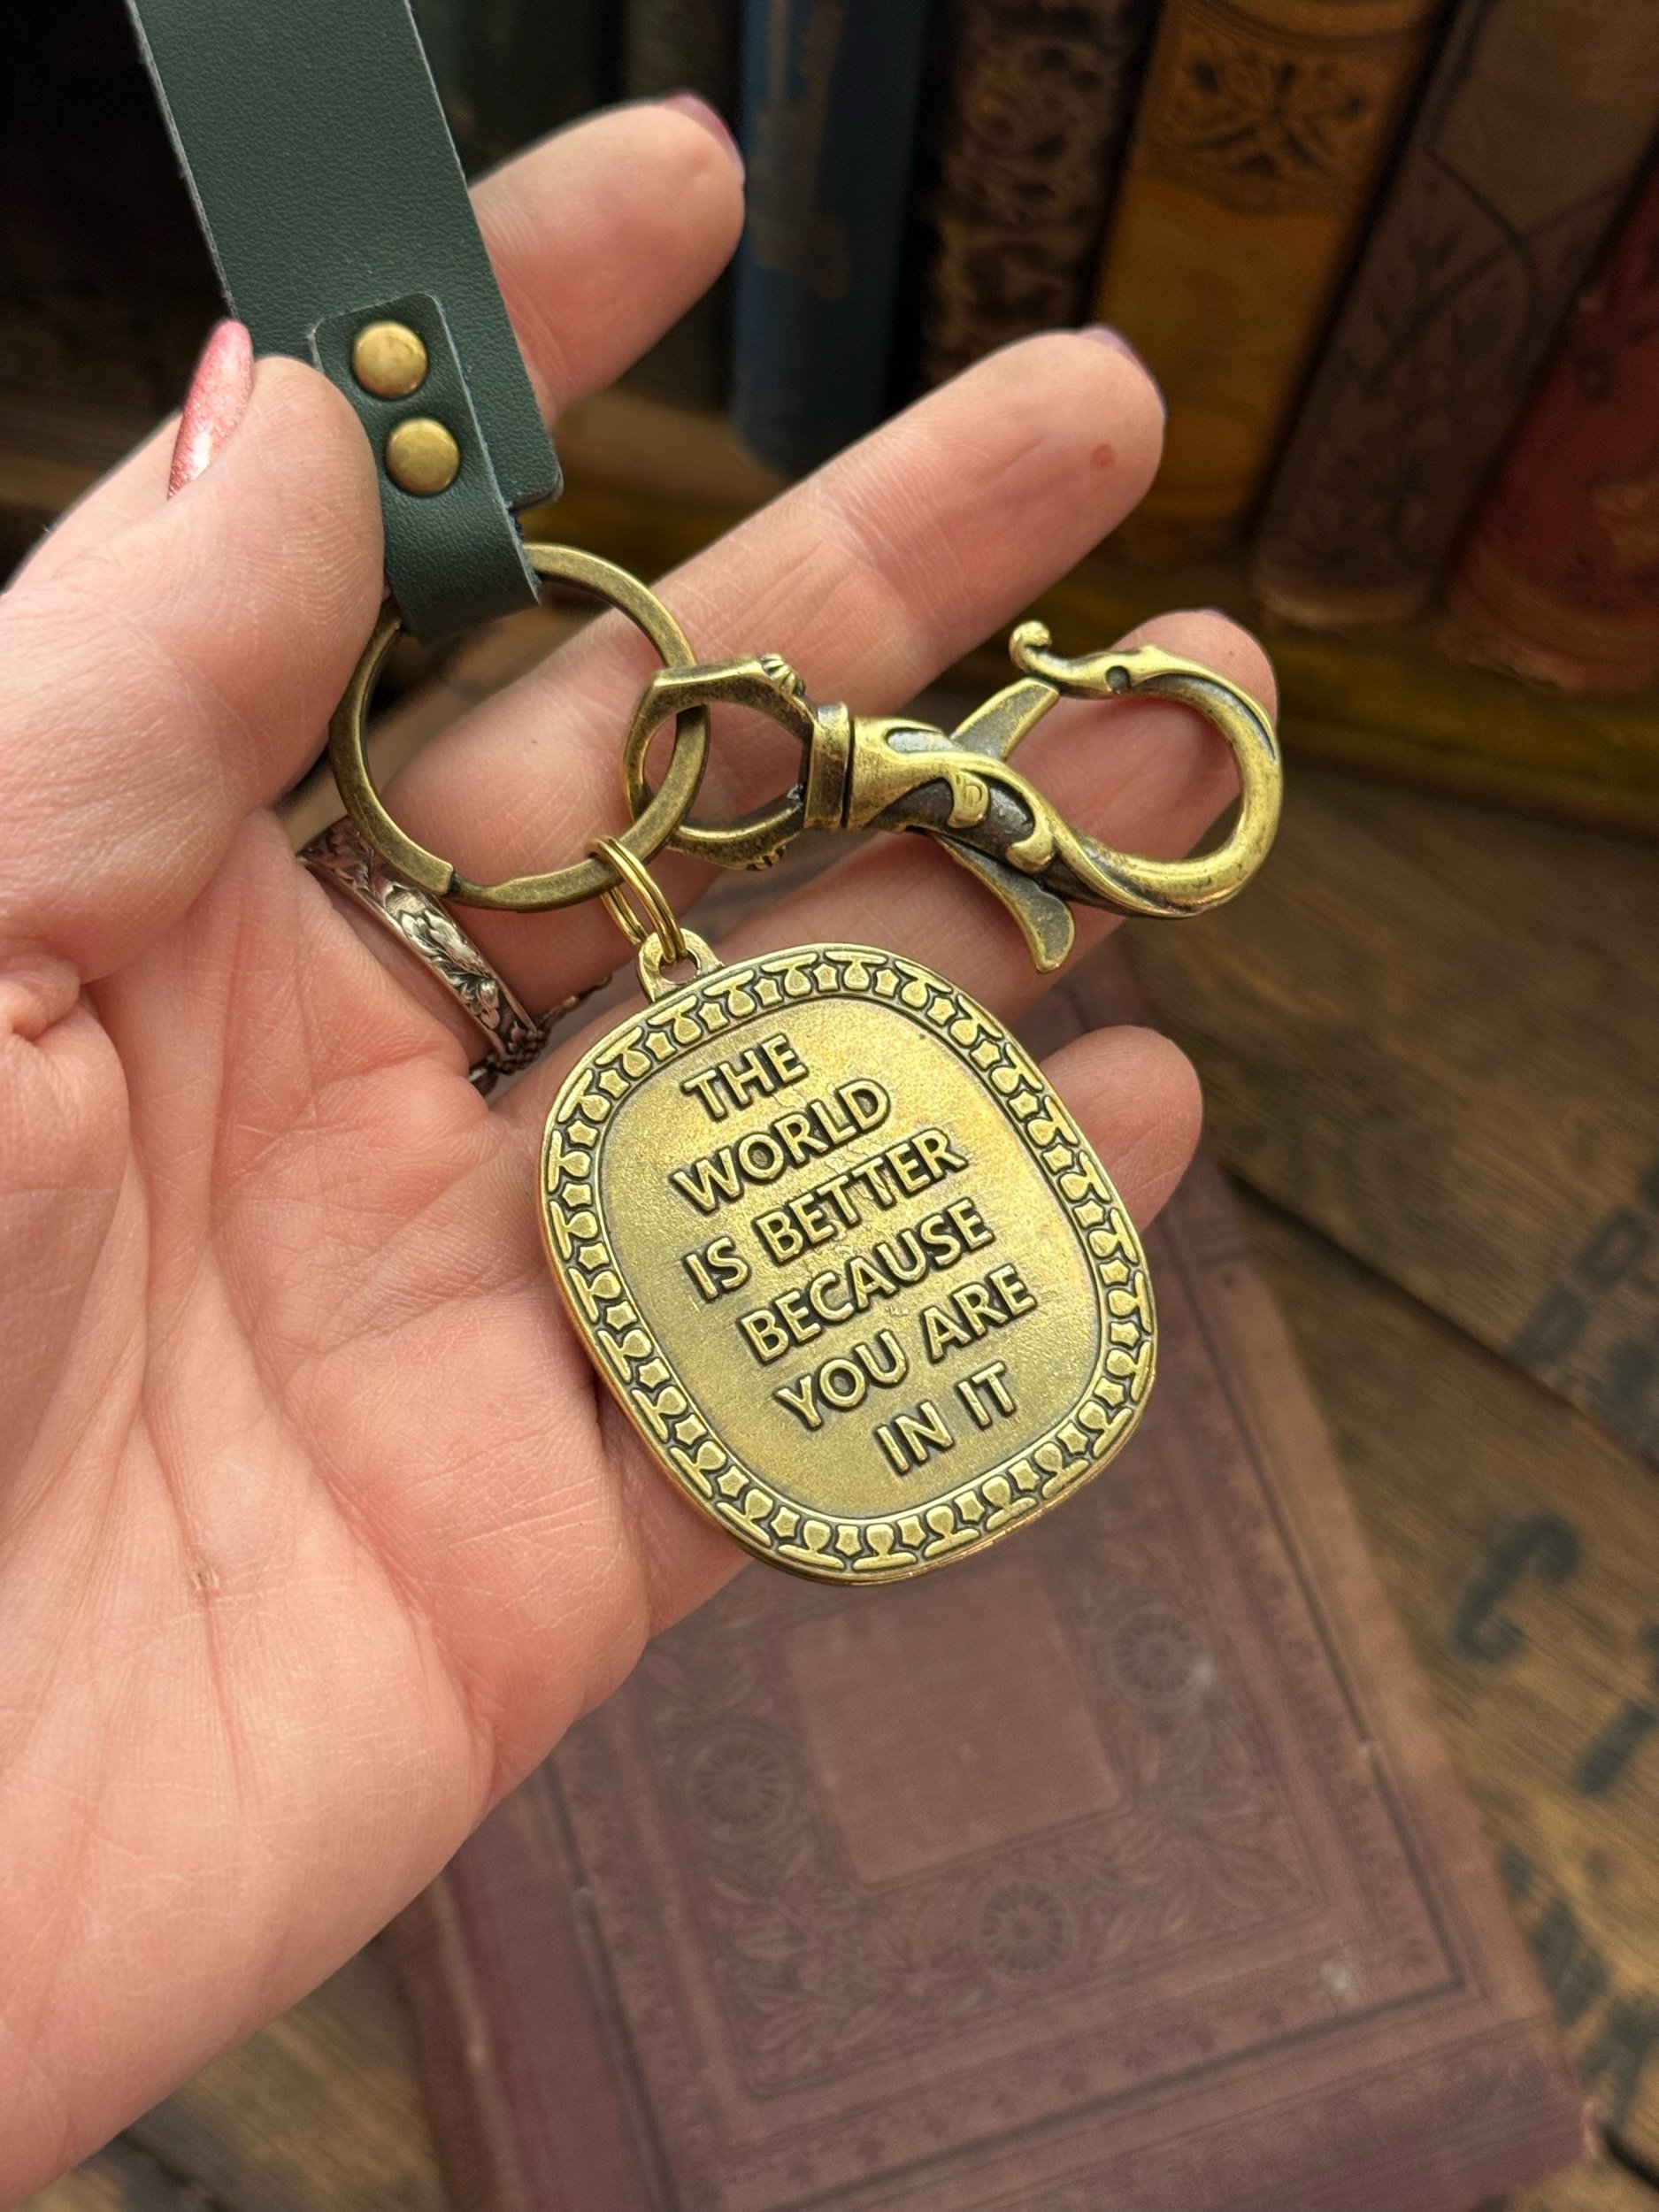 THE
WORLD
IS BETTER
BECAUSE
YOU ARE
IN IT